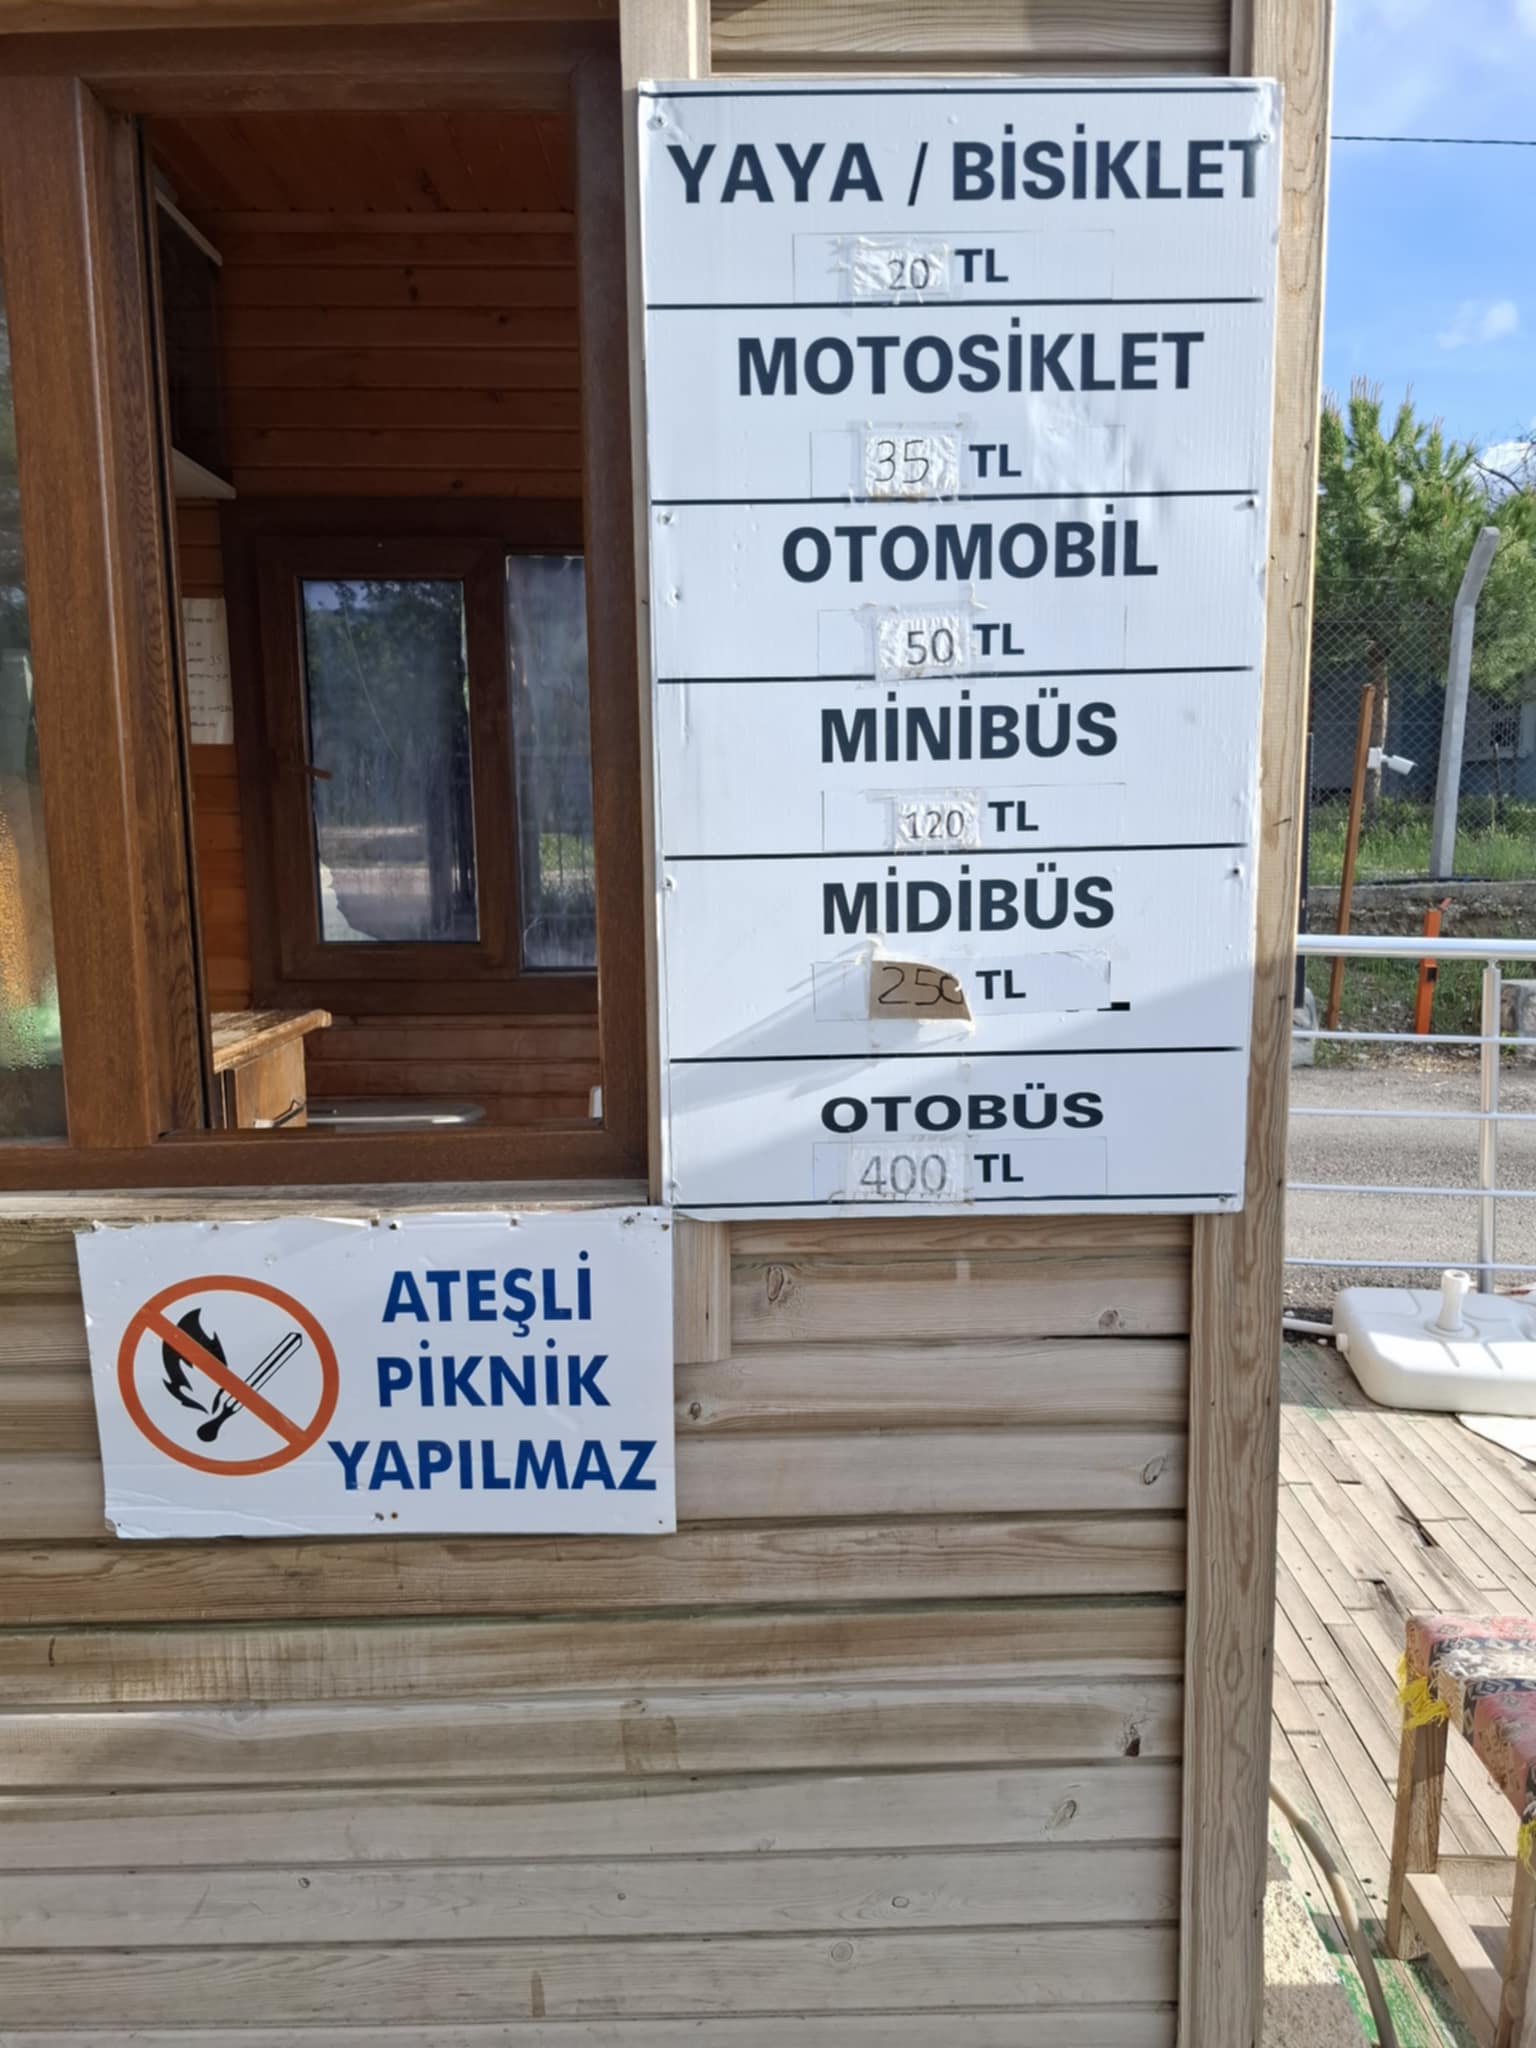 YAYA / BİSİKLET
20 TL
MOTOSİKLET
35 TL
OTOMOBİL
50 TL
MİNİBÜS
120 TL
MİDİBÜS
250 TL
OTOBÜS
400 TL
ATEŞLİ
PİKNİK
YAPILMAZ